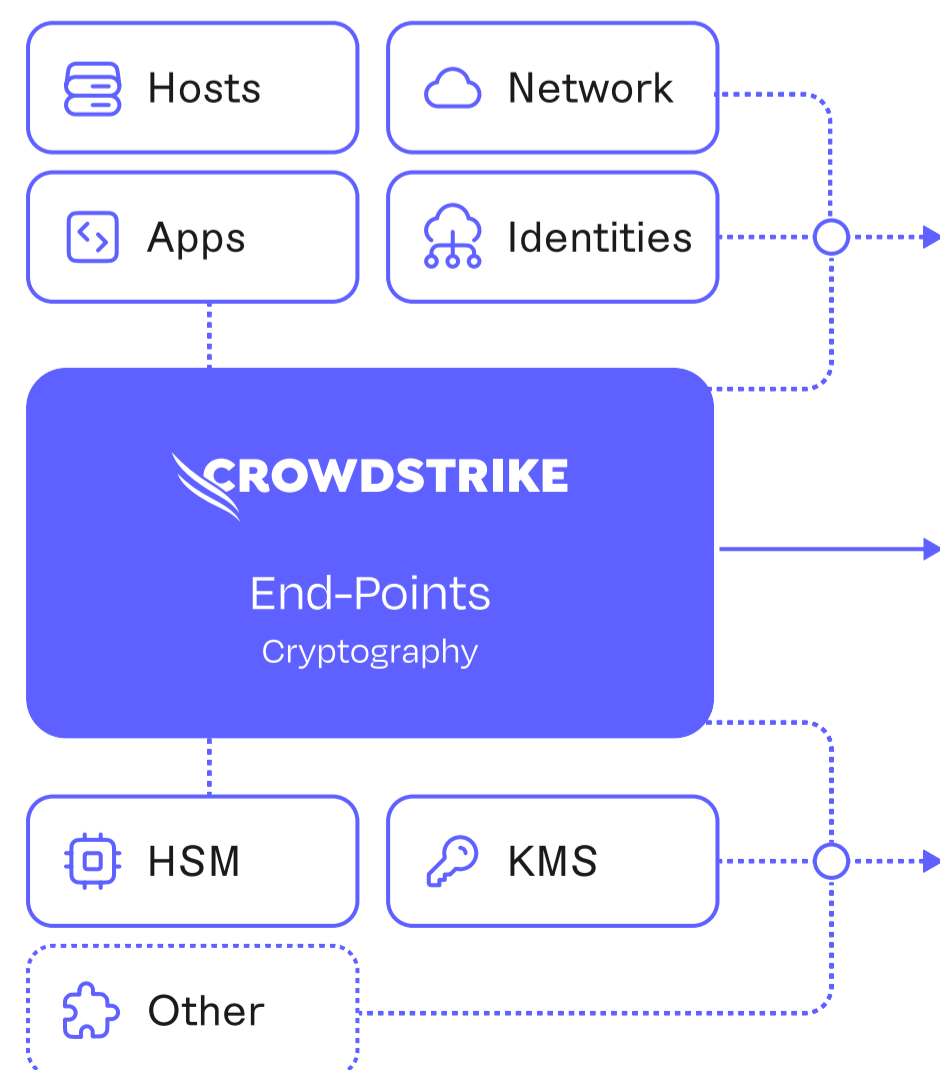 Hosts
Network
Apps
Identities
CROWDSTRIKE
End-Points
Cryptography
HSM
KMS
Other